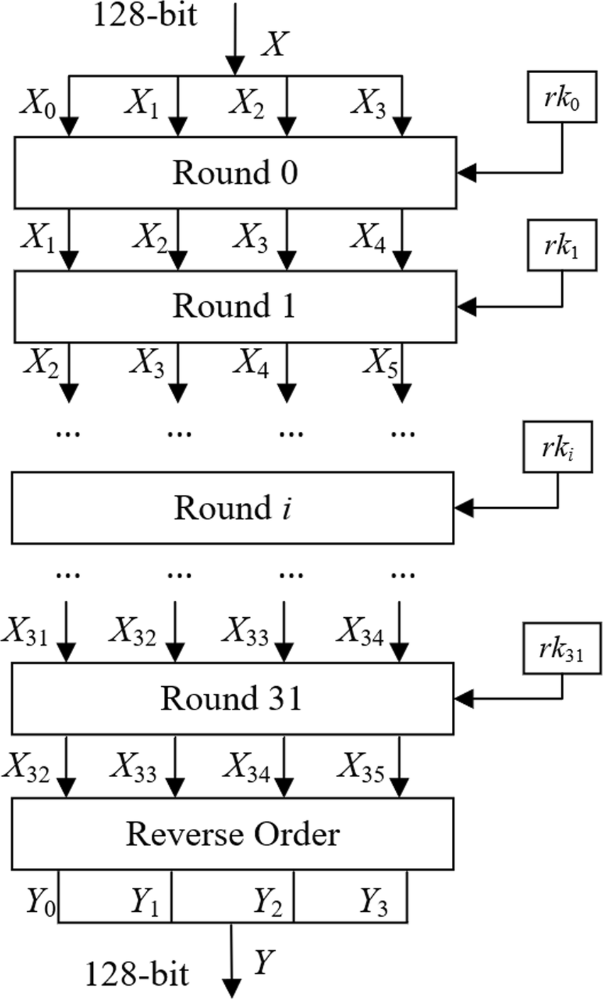 128-bit
X
X₀ X₁ X₂ X₃ rk₀
Round 0
X₁ X₂ X₃ X₄ rk₁
Round 1
X₂ X₃ X₄ X₅
... ... ... ...
rkᵢ
Round i
... ... ... ...
X₃₁ X₃₂ X₃₃ X₃₄ rk₃₁
Round 31
X₃₂ X₃₃ X₃₄ X₃₅
Reverse Order
Y₀ Y₁ Y₂ Y₃
128-bit Y